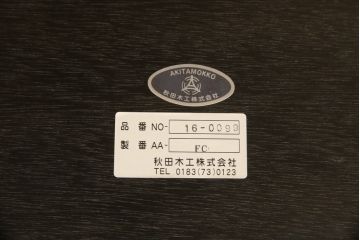 AKITAMOKKO
秋田木工株式会社
品 番 NO- 16-0099
製 番 AA- FC
秋田木工株式会社
TEL 0183(73)0123